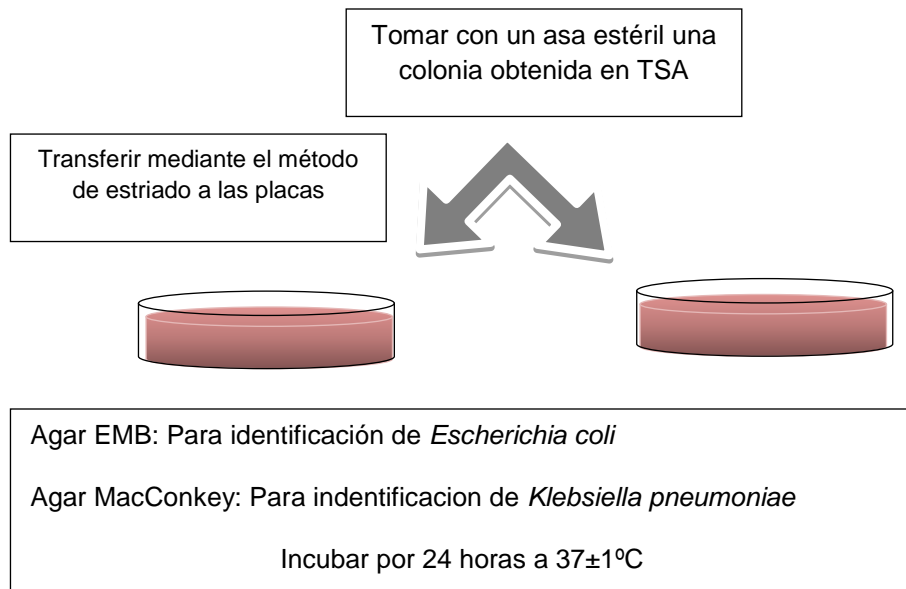 Tomar con un asa estéril una
colonia obtenida en TSA
Transferir mediante el método
de estriado a las placas
Agar EMB: Para identificación de Escherichia coli
Agar MacConkey: Para indentificacion de Klebsiella pneumoniae
Incubar por 24 horas a 37±1ºC